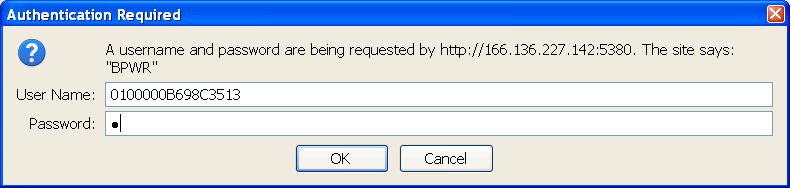 Authentication Required
A username and password are being requested by http://166.136.227.142:5380. The site says:
"BPWR"
User Name: 0100000B698C3513
Password: ●
OK Cancel